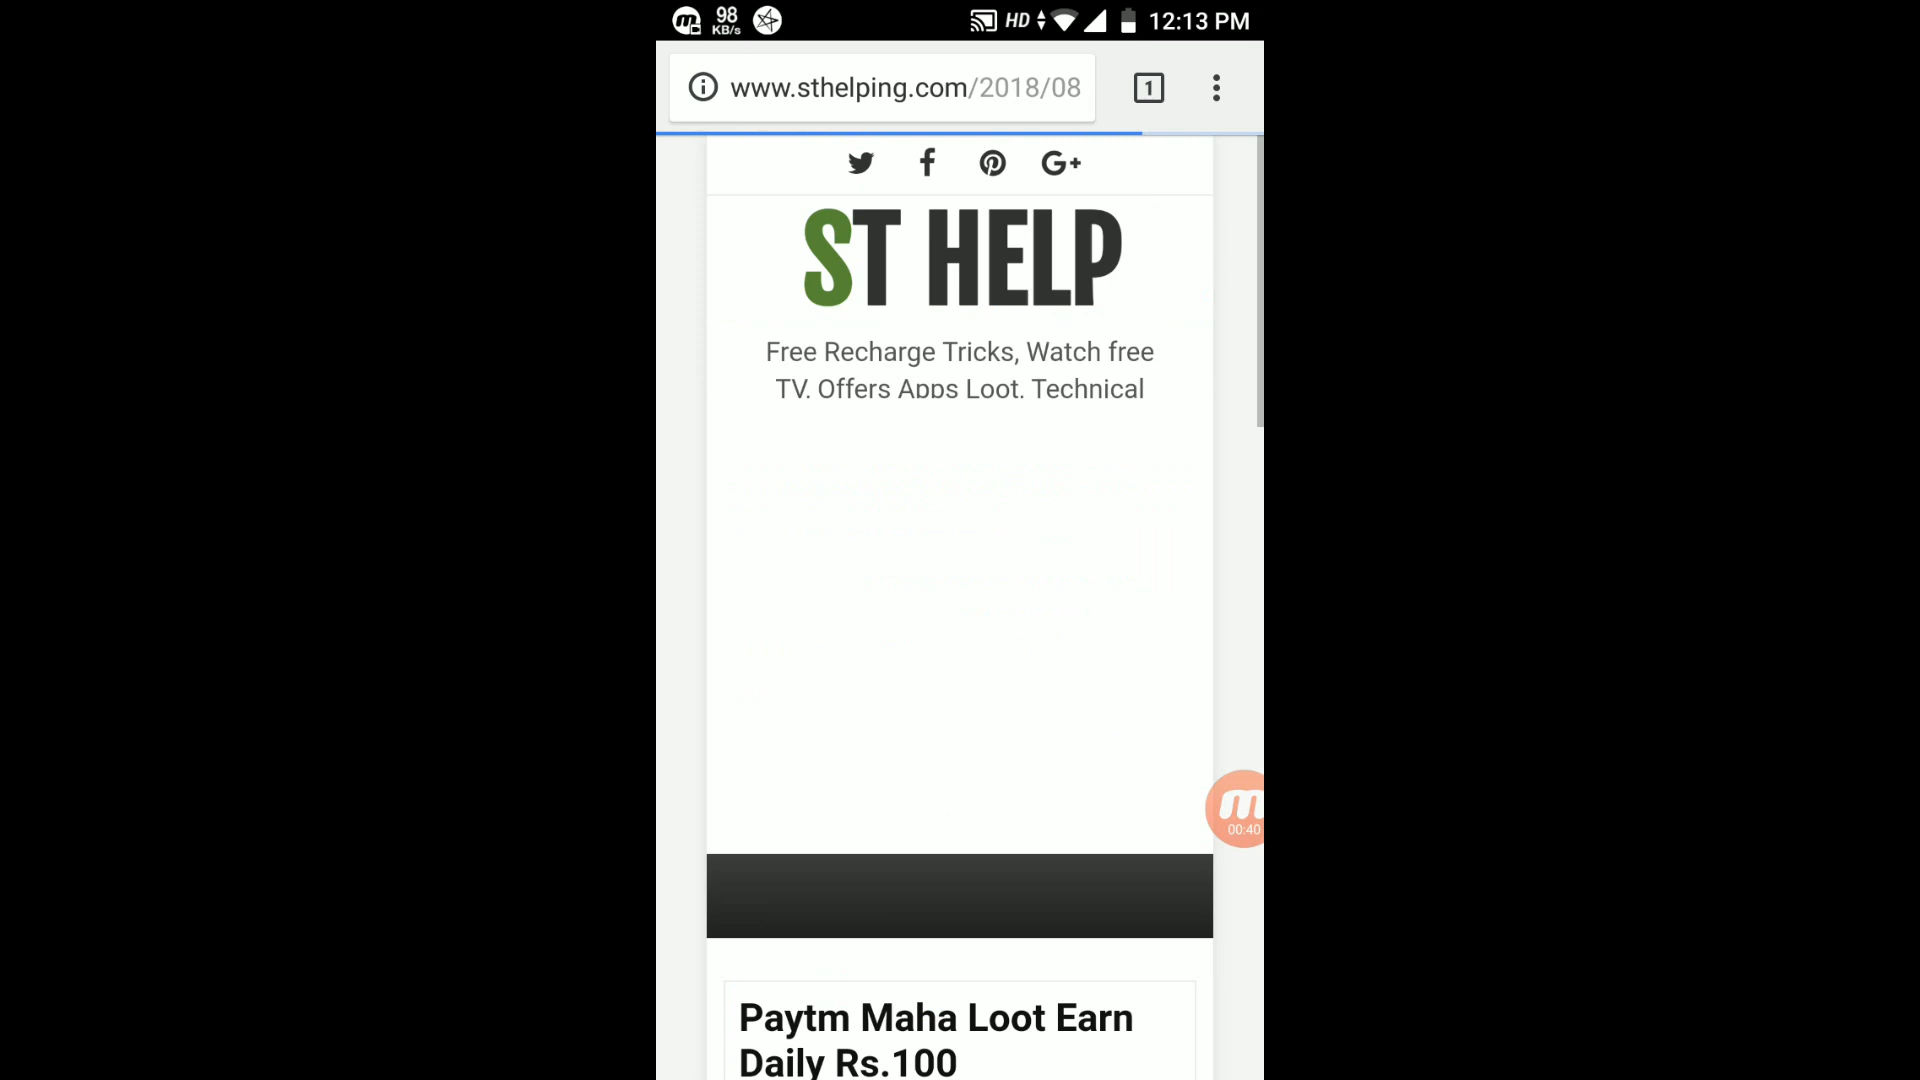 98
KB/s
HD
12:13 PM
www.sthelping.com/2018/08
1
G+
ST HELP
Free Recharge Tricks, Watch free
TV, Offers Apps Loot, Technical
00:40
Paytm Maha Loot Earn
Daily Rs.100